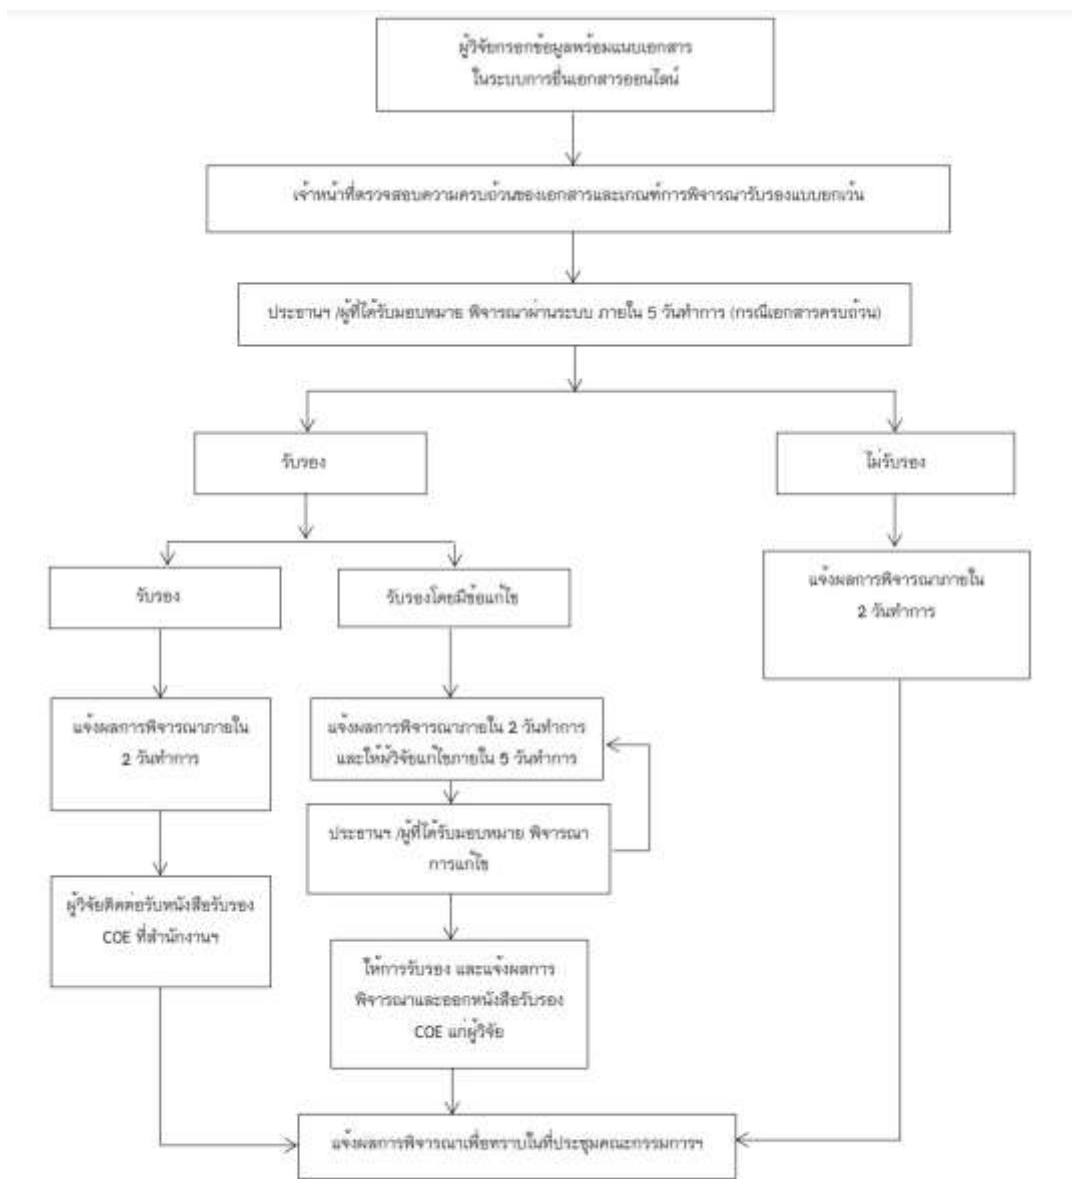 ผู้วิจัยกรอกข้อมูลพร้อมแนบเอกสาร
ในระบบการยื่นเอกสารออนไลน์
เจ้าหน้าที่ตรวจสอบความครบถ้วนของเอกสารและเกณฑ์การพิจารณารับรองแบบยกเว้น
ประธานฯ /ผู้ที่ได้รับมอบหมาย พิจารณาผ่านระบบ ภายใน 5 วันทำการ (กรณีเอกสารครบถ้วน)
รับรอง
ไม่รับรอง
รับรอง
รับรองโดยมีข้อแก้ไข
แจ้งผลการพิจารณาภายใน
2 วันทำการ
แจ้งผลการพิจารณาภายใน
2 วันทำการ
แจ้งผลการพิจารณาภายใน 2 วันทำการ
และให้ผู้วิจัยแก้ไขภายใน 5 วันทำการ
ประธานฯ /ผู้ที่ได้รับมอบหมาย พิจารณา
การแก้ไข
ผู้วิจัยติดต่อรับหนังสือรับรอง
COE ที่สำนักงานฯ
ให้การรับรอง และแจ้งผลการ
พิจารณาและออกหนังสือรับรอง
COE แก่ผู้วิจัย
แจ้งผลการพิจารณาเพื่อทราบในที่ประชุมคณะกรรมการฯ